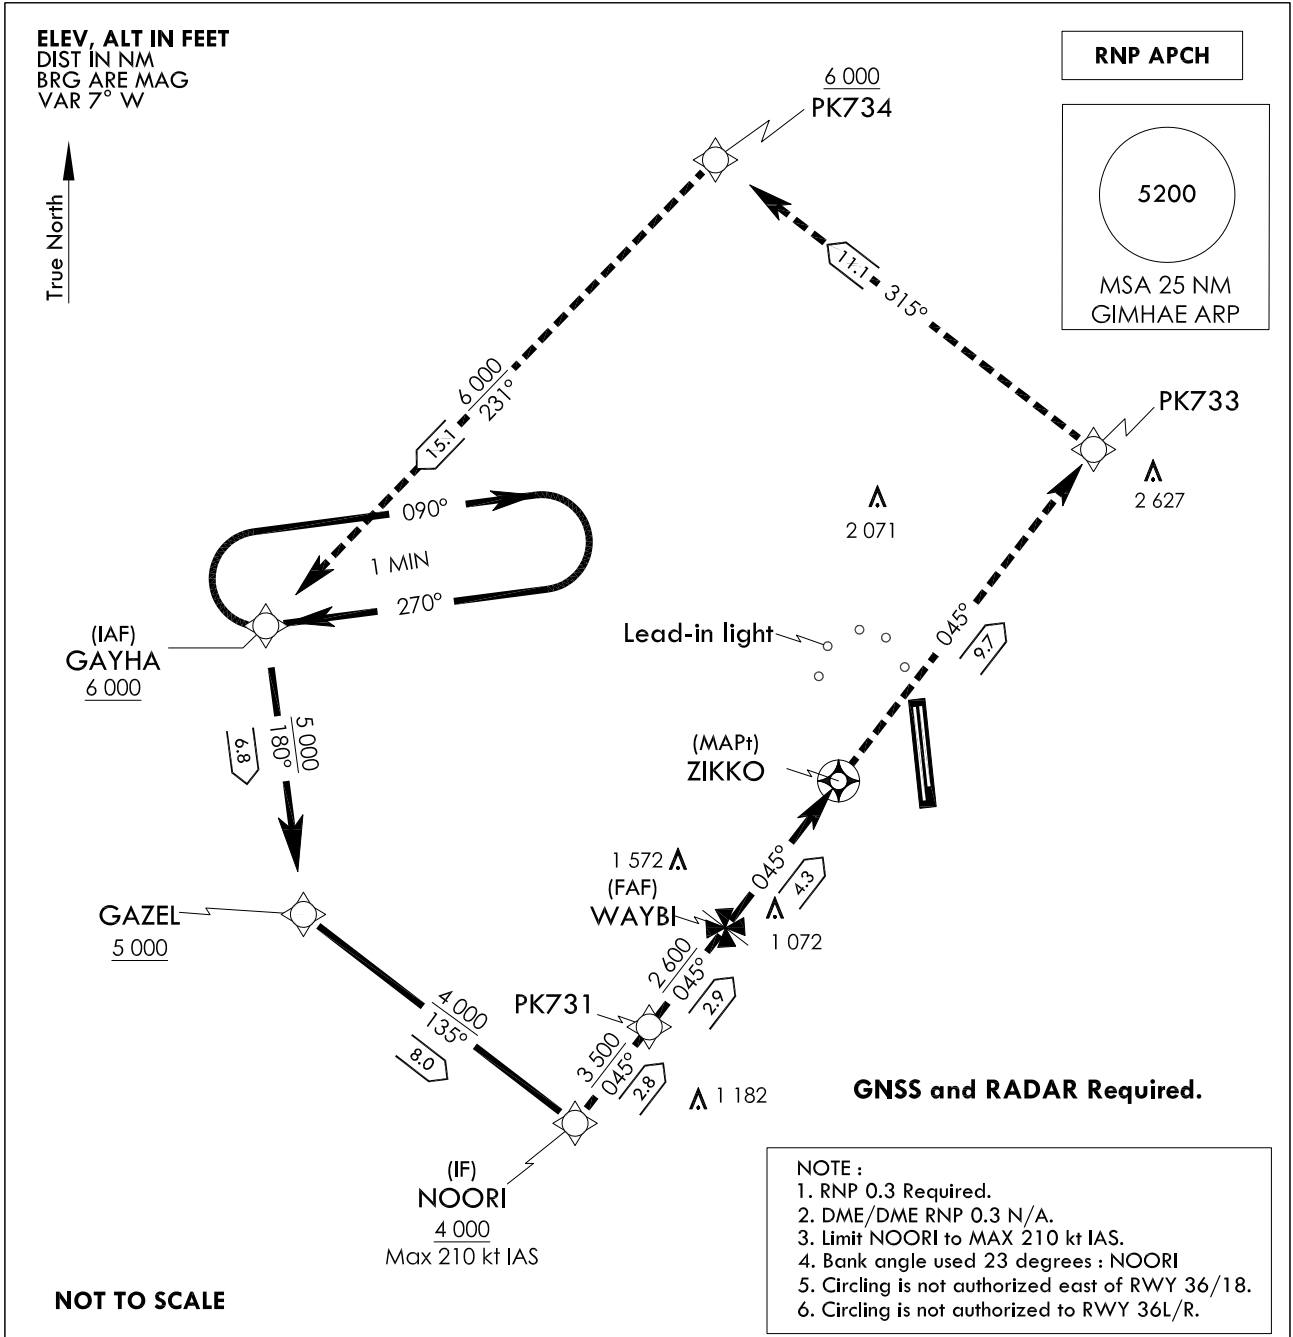 ELEV, ALT IN FEET
DIST IN NM
BRG ARE MAG
VAR 7° W
True North
RNP APCH
5200
MSA 25 NM
GIMHAE ARP
6 000
PK734
11.1
315°
PK733
2 627
2 071
6 000
231°
15.1
090°
1 MIN
270°
(IAF)
GAYHA
6 000
Lead-in light
045°
9.7
5 000
180°
6.8
(MAPt)
ZIKKO
1 572
(FAF)
WAYBI
045°
4.3
1 072
GAZEL
5 000
2 600
045°
2.9
PK731
4 000
135°
8.0
3 500
045°
2.8
1 182
GNSS and RADAR Required.
(IF)
NOORI
4 000
Max 210 kt IAS
NOTE :
1. RNP 0.3 Required.
2. DME/DME RNP 0.3 N/A.
3. Limit NOORI to MAX 210 kt IAS.
4. Bank angle used 23 degrees : NOORI
5. Circling is not authorized east of RWY 36/18.
6. Circling is not authorized to RWY 36L/R.
NOT TO SCALE